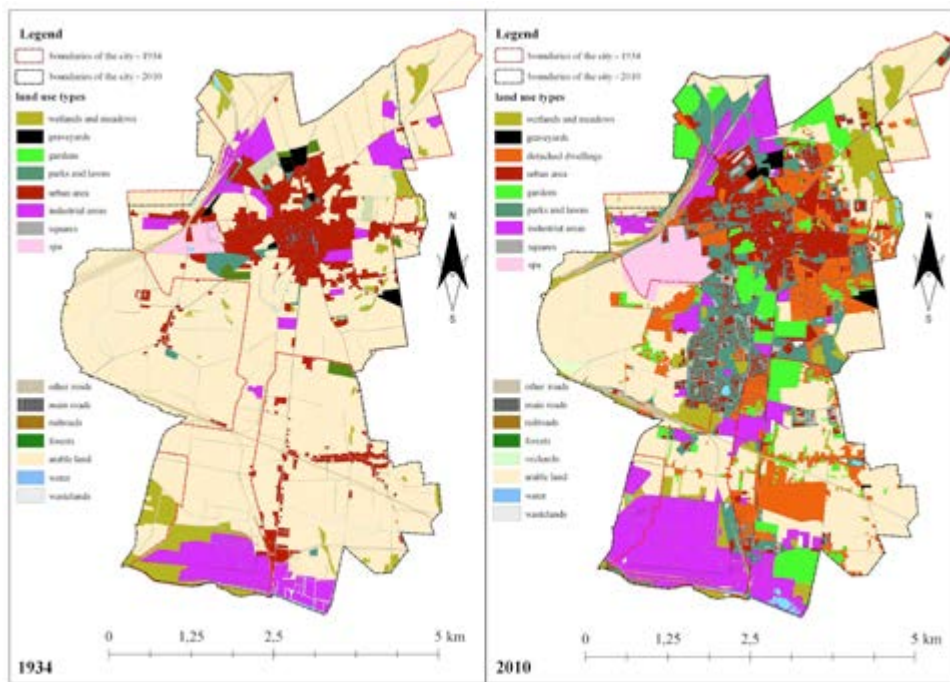 Legend
boundaries of the city - 1934
boundaries of the city - 2010
land use types
wetlands and meadows
graveyards
gardens
parks and lawns
urban area
industrial areas
squares
spa
N
S
other roads
main roads
railroads
forests
arable land
water
wastelands
0 1,25 2,5 5 km
1934
Legend
boundaries of the city - 1934
boundaries of the city - 2010
land use types
wetlands and meadows
graveyards
detached dwellings
urban area
gardens
parks and lawns
industrial areas
squares
spa
N
S
other roads
main roads
railroads
forests
arable land
water
wastelands
0 1,25 2,5 5 km
2010